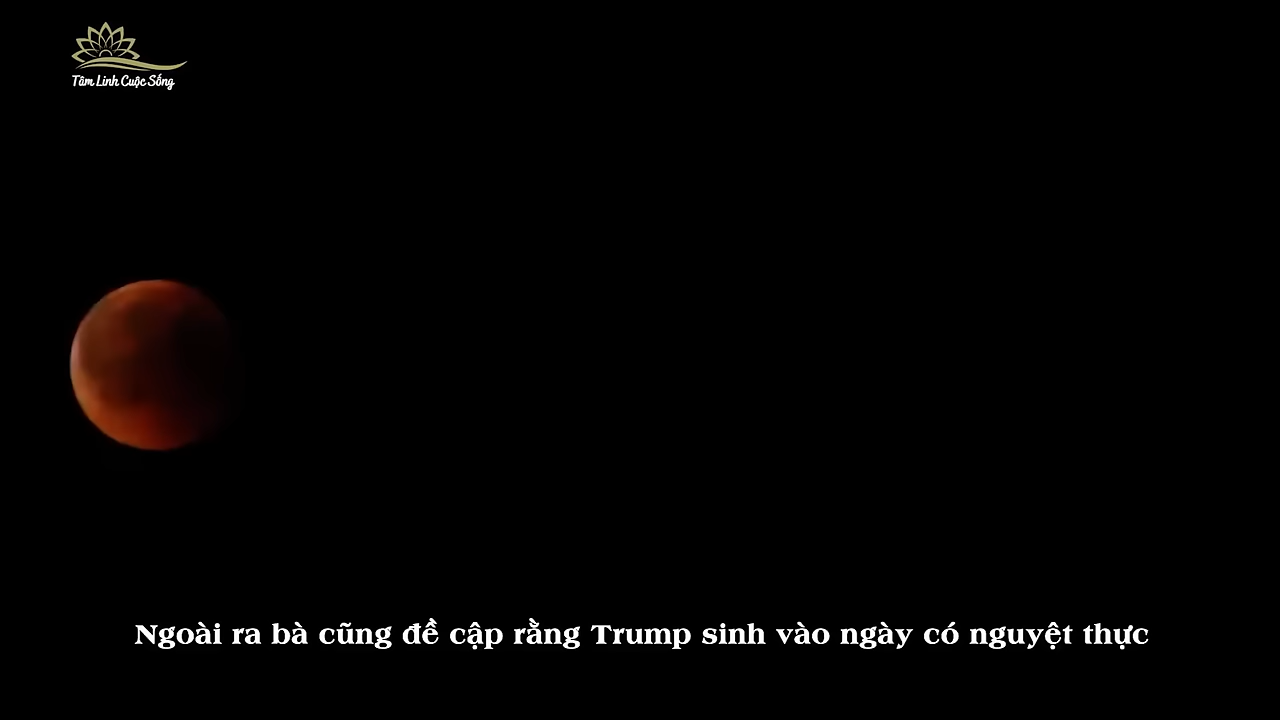 Tâm Linh Cuộc Sống
Ngoài ra bà cũng đề cập rằng Trump sinh vào ngày có nguyệt thực